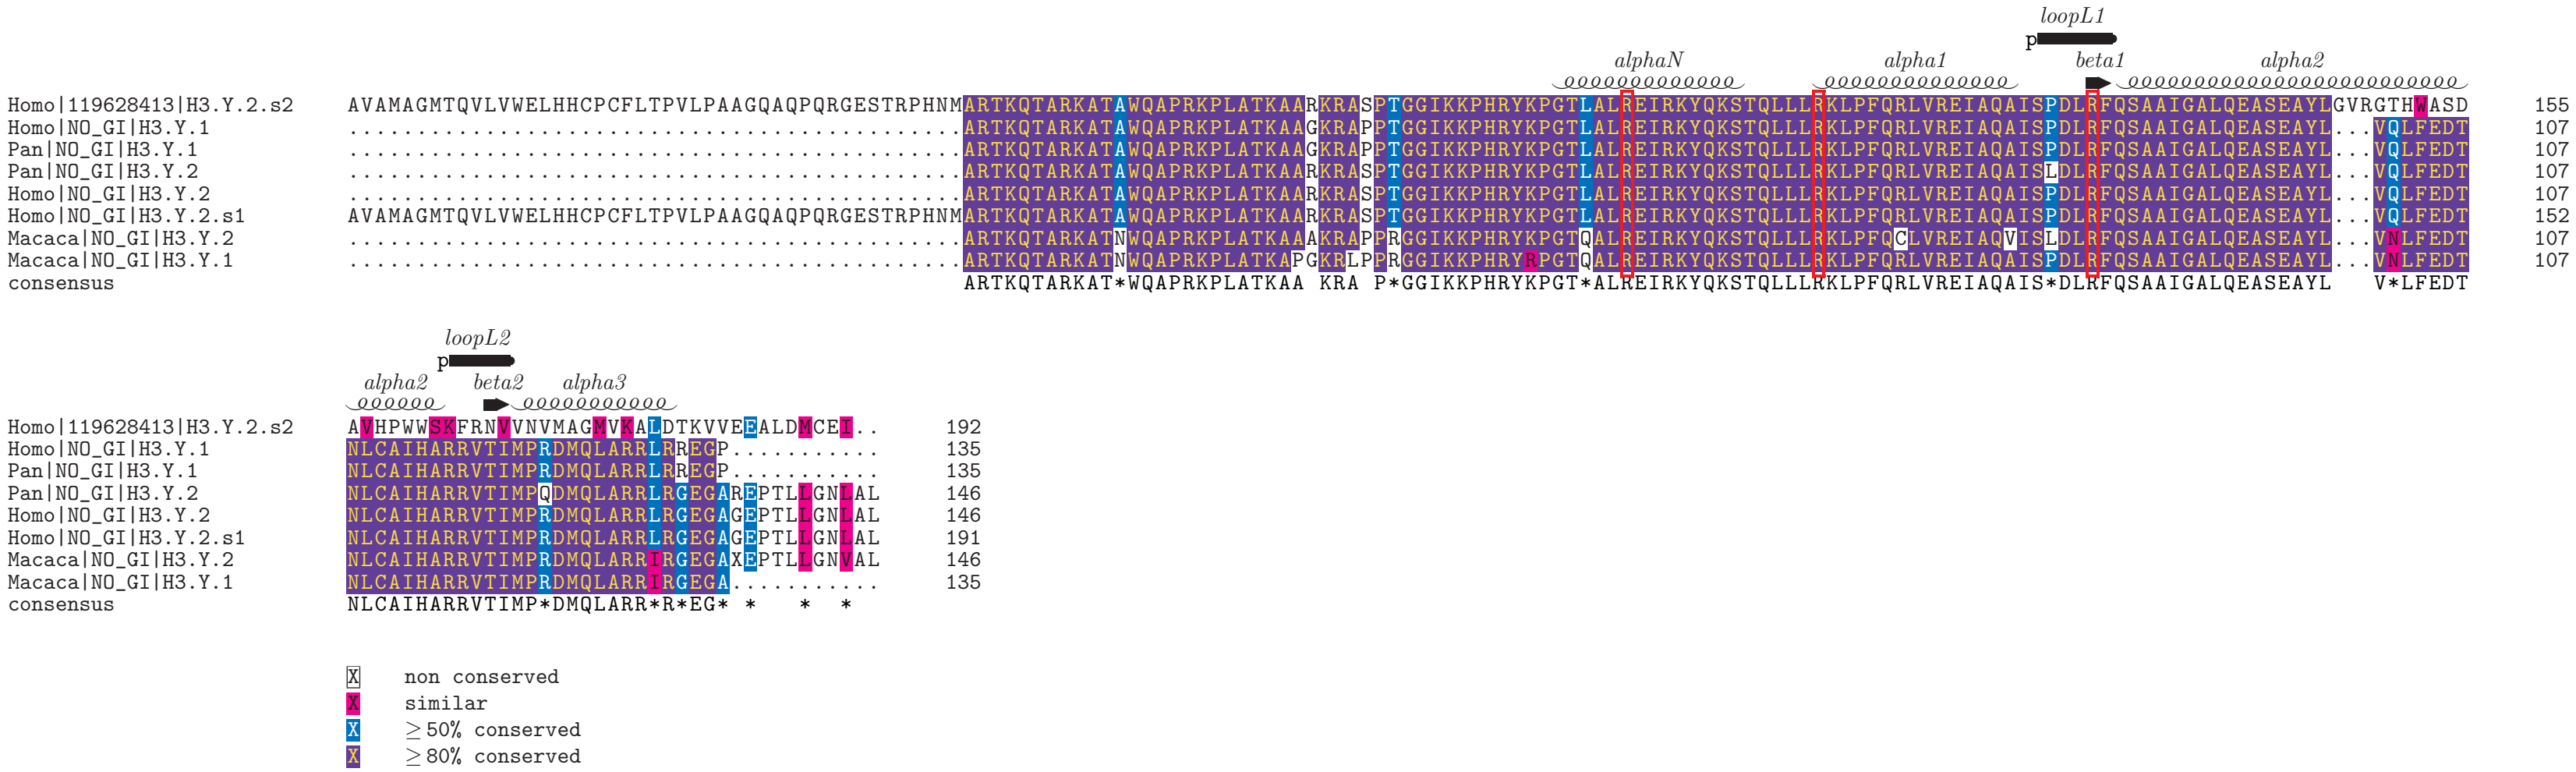 loopL1
p
alphaN alpha1 beta1 alpha2
Homo|119628413|H3.Y.2.s2 AVAMAGMTQVLVWELHHCPCFLTPVLPAAGQAQPQRGESTRPHNMARTKQTARKATAWQAPRKPLATKAARKRASPTGGIKKPHRYKPGTLALREIRKYQKSTQLLLRKLPFQRLVREIAQAISPDLRFQSAAIGALQEASEAYLGVRGTHWASD 155
Homo|NO_GI|H3.Y.1 .............................................ARTKQTARKATAWQAPRKPLATKAAGKRAPPTGGIKKPHRYKPGTLALREIRKYQKSTQLLLRKLPFQRLVREIAQAISPDLRFQSAAIGALQEASEAYL...VQLFEDT 107
Pan|NO_GI|H3.Y.1 .............................................ARTKQTARKATAWQAPRKPLATKAAGKRAPPTGGIKKPHRYKPGTLALREIRKYQKSTQLLLRKLPFQRLVREIAQAISPDLRFQSAAIGALQEASEAYL...VQLFEDT 107
Pan|NO_GI|H3.Y.2 .............................................ARTKQTARKATAWQAPRKPLATKAARKRASPTGGIKKPHRYKPGTLALREIRKYQKSTQLLLRKLPFQRLVREIAQAISLDLRFQSAAIGALQEASEAYL...VQLFEDT 107
Homo|NO_GI|H3.Y.2 .............................................ARTKQTARKATAWQAPRKPLATKAARKRASPTGGIKKPHRYKPGTLALREIRKYQKSTQLLLRKLPFQRLVREIAQAISPDLRFQSAAIGALQEASEAYL...VQLFEDT 107
Homo|NO_GI|H3.Y.2.s1 AVAMAGMTQVLVWELHHCPCFLTPVLPAAGQAQPQRGESTRPHNMARTKQTARKATAWQAPRKPLATKAARKRASPTGGIKKPHRYKPGTLALREIRKYQKSTQLLLRKLPFQRLVREIAQAISPDLRFQSAAIGALQEASEAYL...VQLFEDT 152
Macaca|NO_GI|H3.Y.2 .............................................ARTKQTARKATNWQAPRKPLATKAAAKRAPPRGGIKKPHRYKPGTQALREIRKYQKSTQLLLRKLPFQCLVREIAQVISLDLRFQSAAIGALQEASEAYL...VNLFEDT 107
Macaca|NO_GI|H3.Y.1 .............................................ARTKQTARKATNWQAPRKPLATKAPGKRLPPRGGIKKPHRYRPGTQALREIRKYQKSTQLLLRKLPFQRLVREIAQAISPDLRFQSAAIGALQEASEAYL...VNLFEDT 107
consensus ARTKQTARKAT*WQAPRKPLATKAA KRA P*GGIKKPHRYKPGT*ALREIRKYQKSTQLLLRKLPFQRLVREIAQAIS*DLRFQSAAIGALQEASEAYL   V*LFEDT
loopL2
p
alpha2 beta2 alpha3
Homo|119628413|H3.Y.2.s2 AVHPWWSKFRNVVNVMAGMVKALDTKVVEEALDMCEI.. 192
Homo|NO_GI|H3.Y.1 NLCAIHARRVTIMPRDMQLARRLRREGP........... 135
Pan|NO_GI|H3.Y.1 NLCAIHARRVTIMPRDMQLARRLRREGP........... 135
Pan|NO_GI|H3.Y.2 NLCAIHARRVTIMPQDMQLARRLRGEGAREPTLLGNLAL 146
Homo|NO_GI|H3.Y.2 NLCAIHARRVTIMPRDMQLARRLRGEGAGEPTLLGNLAL 146
Homo|NO_GI|H3.Y.2.s1 NLCAIHARRVTIMPRDMQLARRLRGEGAGEPTLLGNLAL 191
Macaca|NO_GI|H3.Y.2 NLCAIHARRVTIMPRDMQLARRIRGEGAXEPTLLGNVAL 146
Macaca|NO_GI|H3.Y.1 NLCAIHARRVTIMPRDMQLARRIRGEGA........... 135
consensus NLCAIHARRVTIMP*DMQLARR*R*EG* *   *  *
X non conserved
X similar
X ≥50% conserved
X ≥80% conserved